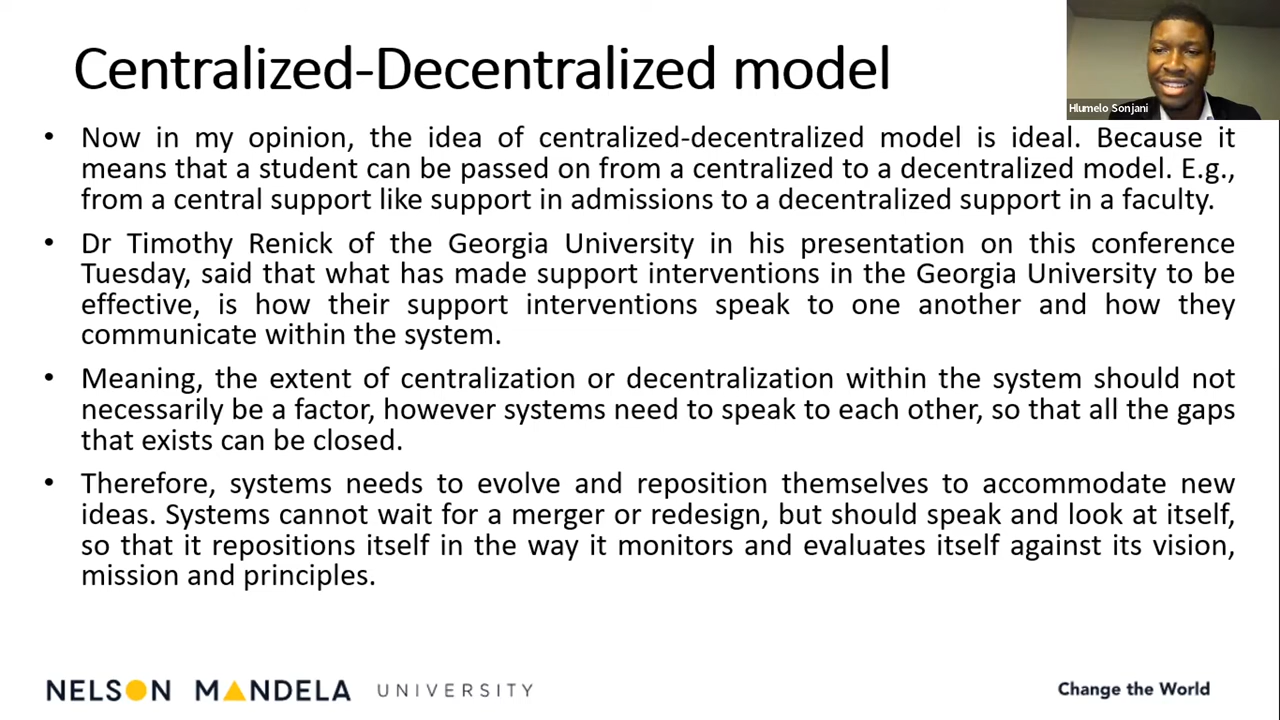 Centralized-Decentralized model
Hlumelo Sonjani
• Now in my opinion, the idea of centralized-decentralized model is ideal. Because it
means that a student can be passed on from a centralized to a decentralized model. E.g.,
from a central support like support in admissions to a decentralized support in a faculty.
• Dr Timothy Renick of the Georgia University in his presentation on this conference
Tuesday, said that what has made support interventions in the Georgia University to be
effective, is how their support interventions speak to one another and how they
communicate within the system.
• Meaning, the extent of centralization or decentralization within the system should not
necessarily be a factor, however systems need to speak to each other, so that all the gaps
that exists can be closed.
• Therefore, systems needs to evolve and reposition themselves to accommodate new
ideas. Systems cannot wait for a merger or redesign, but should speak and look at itself,
so that it repositions itself in the way it monitors and evaluates itself against its vision,
mission and principles.
NELSON MANDELA UNIVERSITY
Change the World